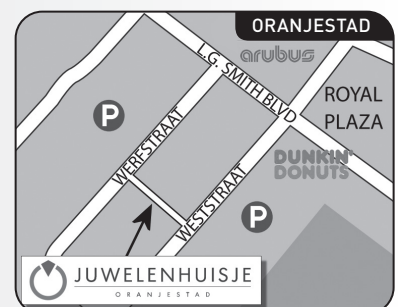 ORANJESTAD
arubus
L.G. SMITH BLVD
ROYAL
PLAZA
P
WERFSTRAAT
DUNKIN'
DONUTS
WESTSTRAAT
P
JUWELENHUISJE
ORANJESTAD